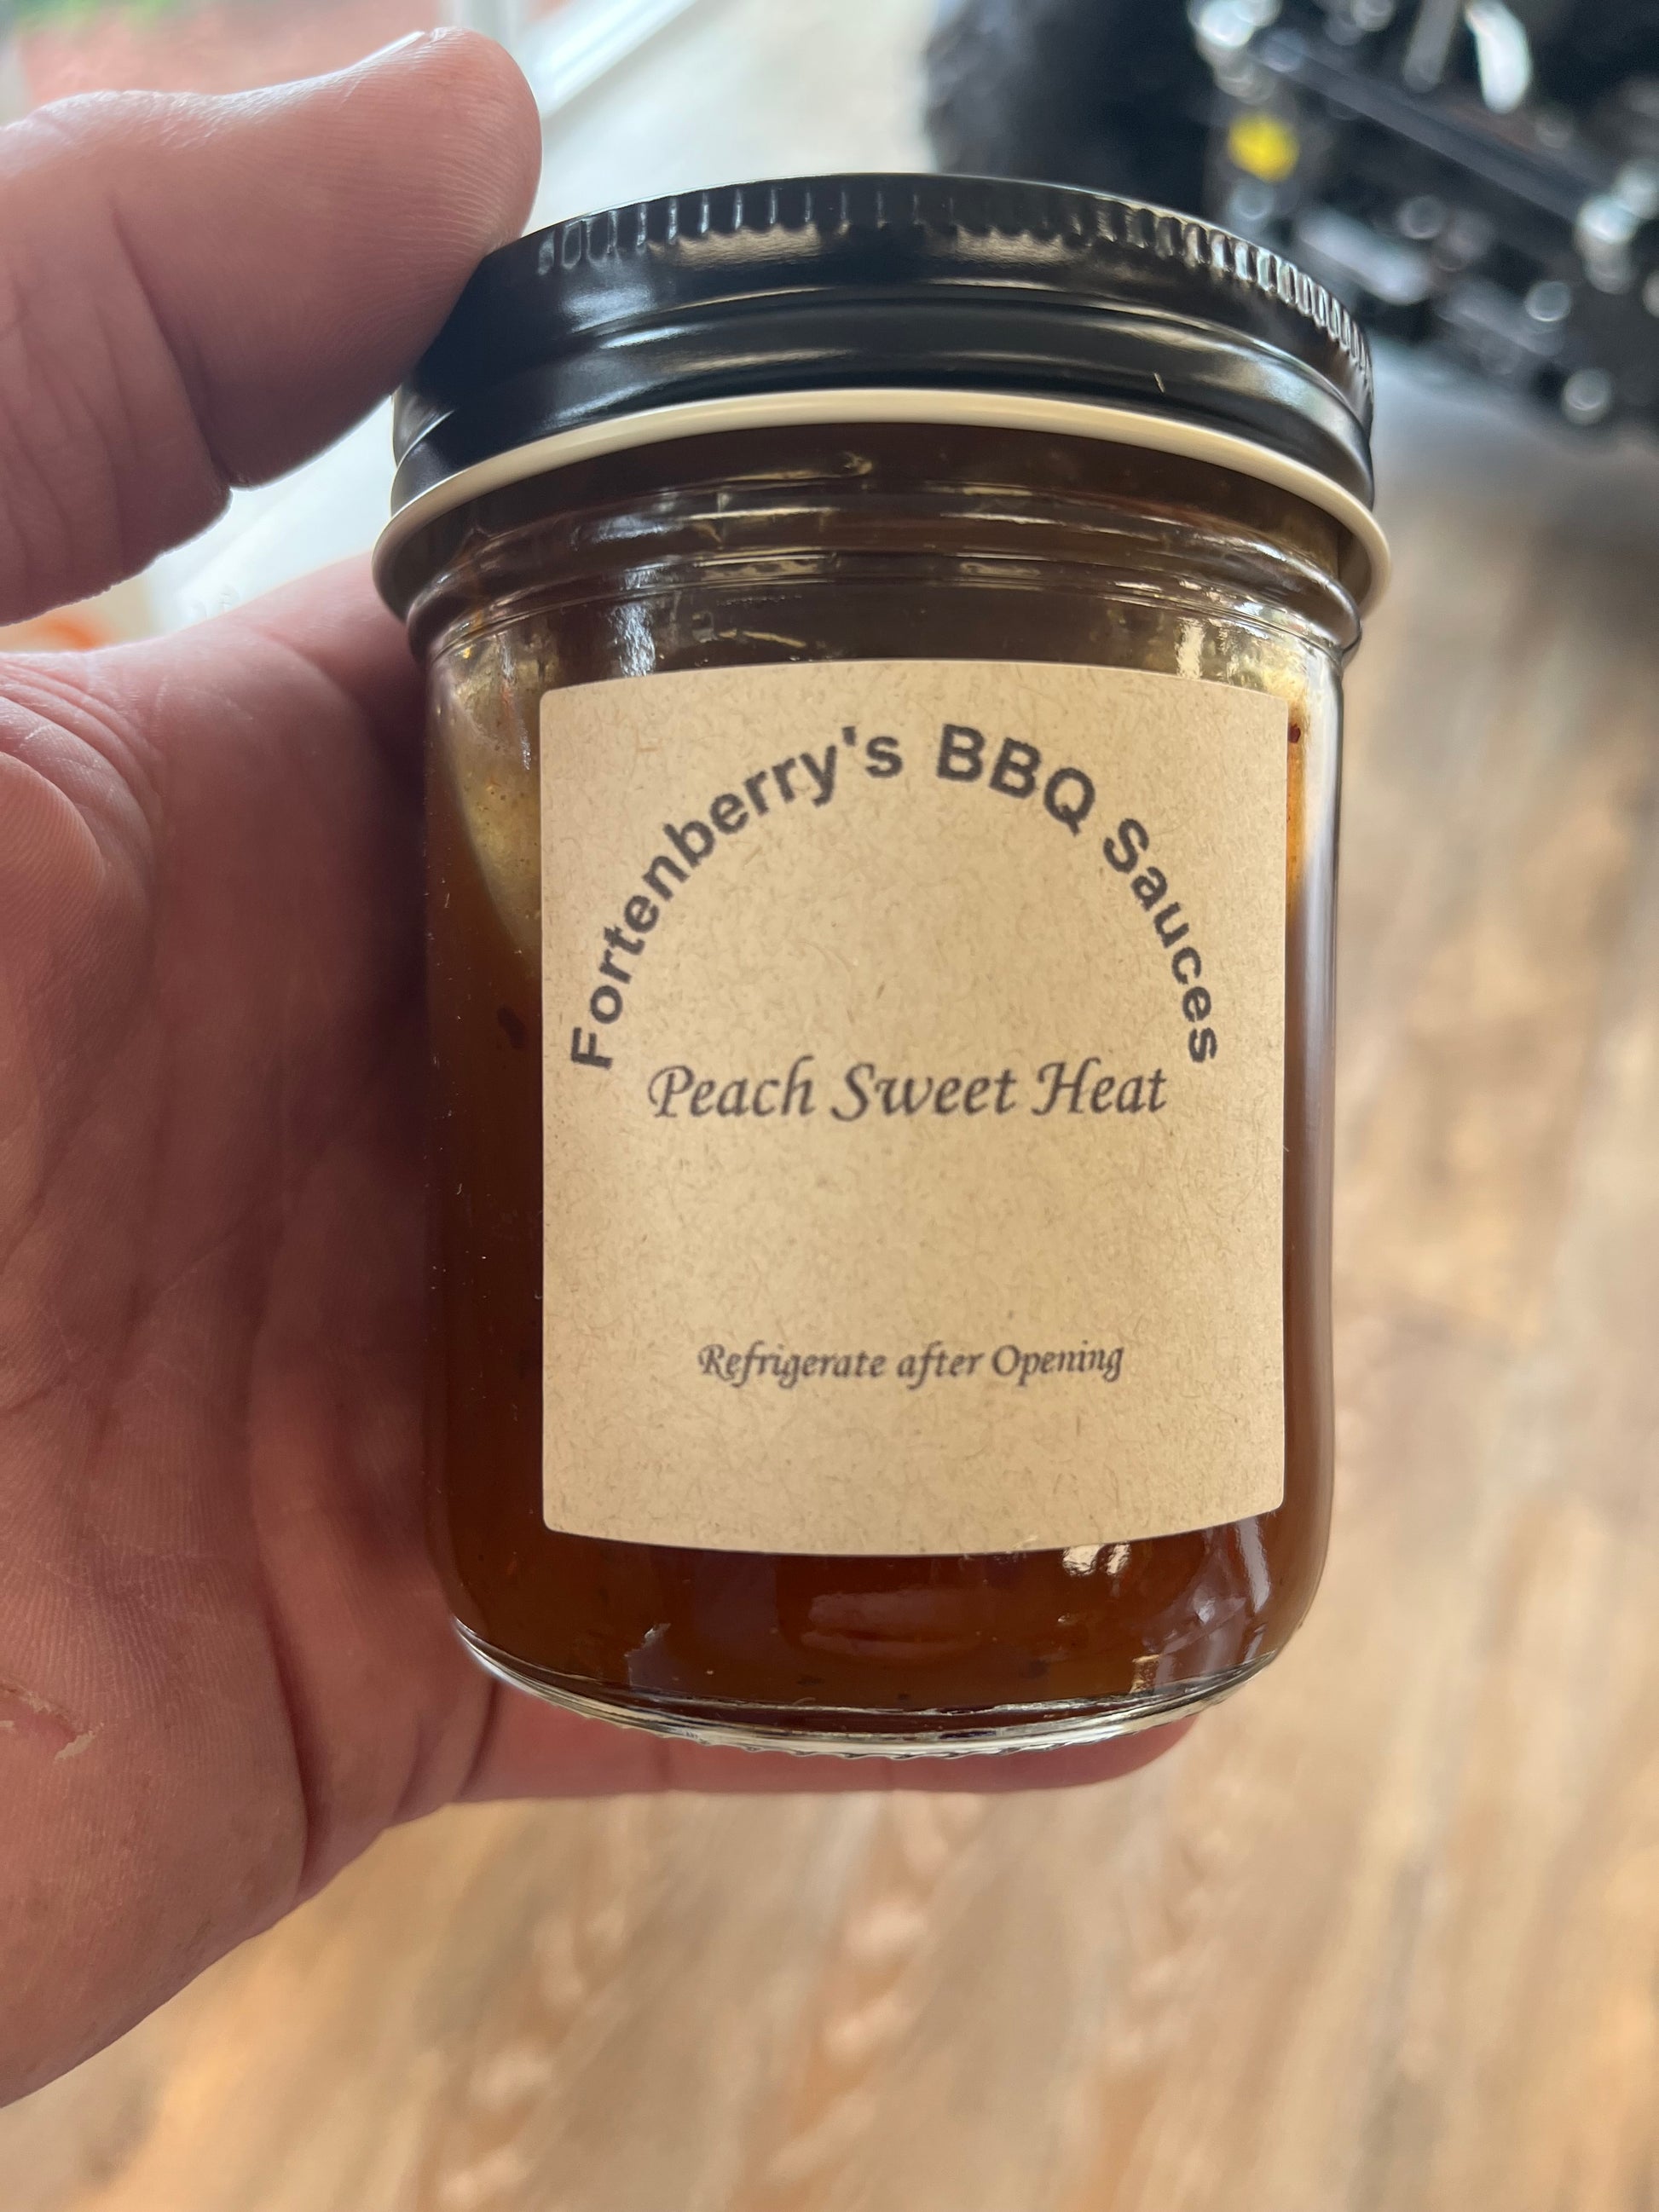 Fortenberry's BBQ Sauces
Peach Sweet Heat
Refrigerate after Opening